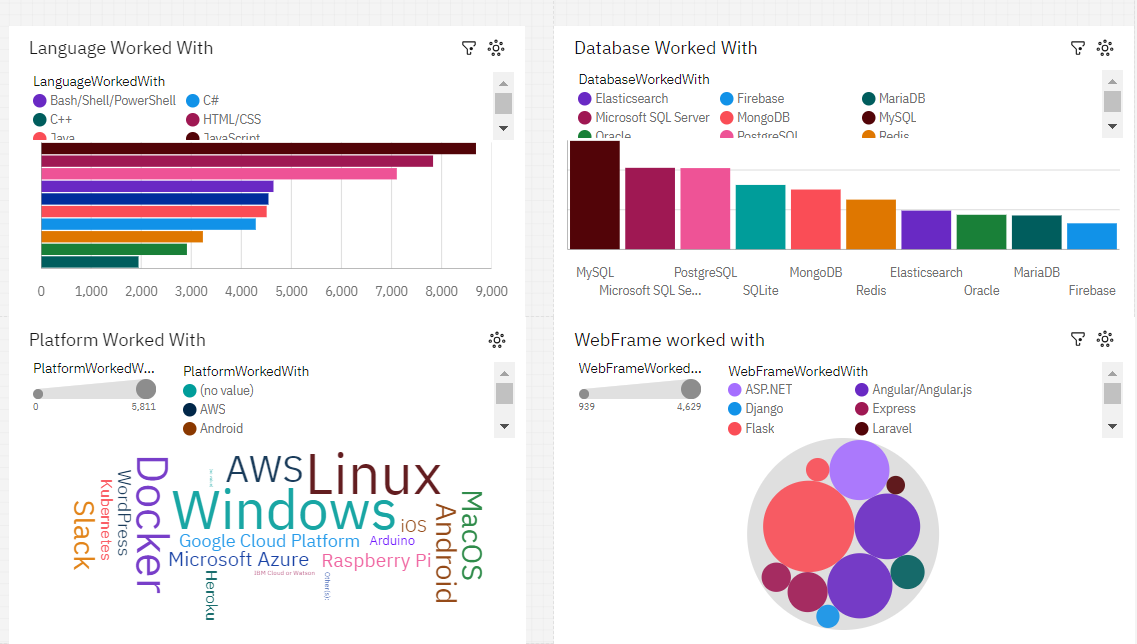 Language Worked With
LanguageWorkedWith
Bash/Shell/PowerShell C#
C++ HTML/CSS
Java JavaScript
0 1,000 2,000 3,000 4,000 5,000 6,000 7,000 8,000 9,000
Database Worked With
DatabaseWorkedWith
Elasticsearch Firebase MariaDB
Microsoft SQL Server MongoDB MySQL
Oracle PostgreSQL Redis
MySQL PostgreSQL MongoDB Elasticsearch MariaDB
Microsoft SQL Se... SQLite Redis Oracle Firebase
Platform Worked With
PlatformWorkedW...
0 5,811
PlatformWorkedWith
(no value)
AWS
Android
AWS
Linux
Docker
WordPress
Kubernetes
Slack
Windows
iOS
MacOS
Android
Google Cloud Platform
Arduino
Microsoft Azure
Raspberry Pi
IBM Cloud or Watson
Heroku
Other(s):
WebFrame worked with
WebFrameWorked...
939 4,629
WebFrameWorkedWith
ASP.NET Angular/Angular.js
Django Express
Flask Laravel